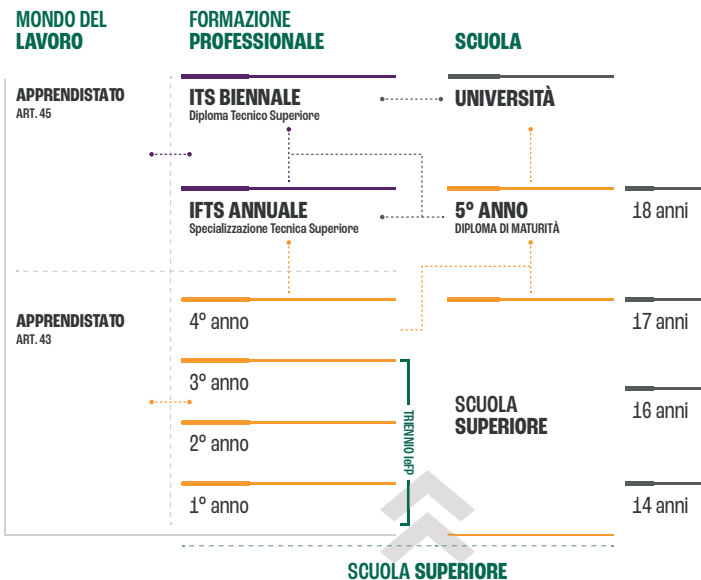 MONDO DEL
LAVORO
FORMAZIONE
PROFESSIONALE
SCUOLA
APPRENDISTATO
ART. 45
ITS BIENNALE
Diploma Tecnico Superiore
UNIVERSITÀ
IFTS ANNUALE
Specializzazione Tecnica Superiore
5° ANNO
DIPLOMA DI MATURITÀ
18 anni
APPRENDISTATO
ART. 43
4° anno
17 anni
3° anno
TRIENNIO IeFP
SCUOLA
SUPERIORE
16 anni
2° anno
1° anno
14 anni
SCUOLA SUPERIORE